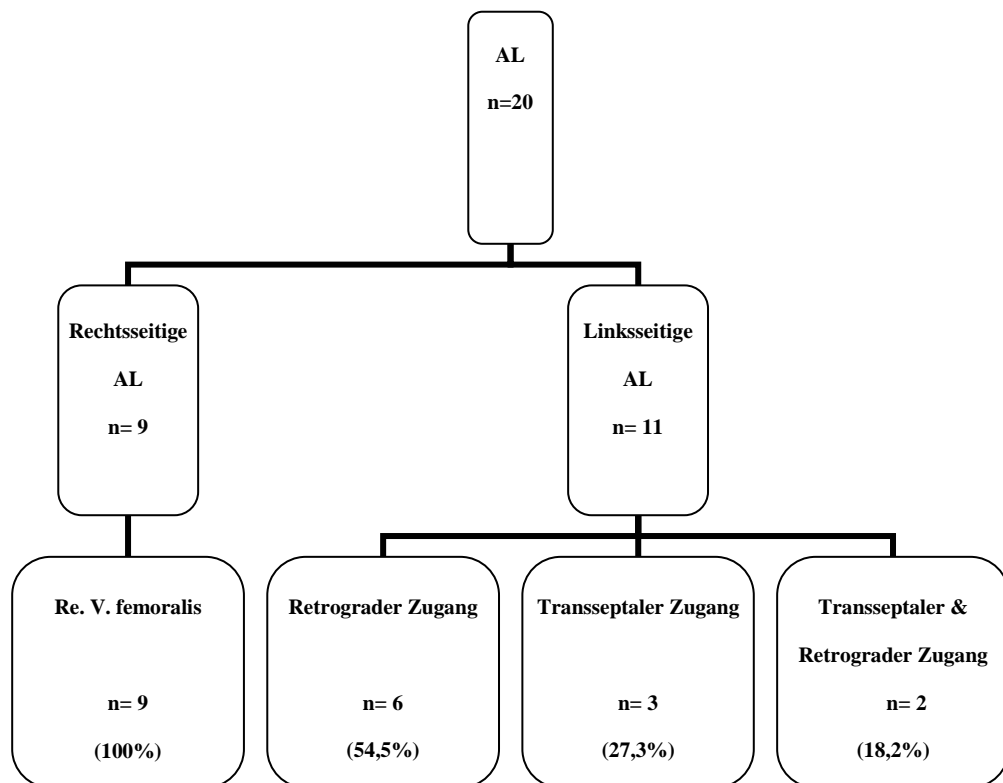 AL
n=20
Rechtsseitige
AL
n= 9
Linksseitige
AL
n= 11
Re. V. femoralis
n= 9
(100%)
Retrograder Zugang
n= 6
(54,5%)
Transseptaler Zugang
n= 3
(27,3%)
Transseptaler &
Retrograder Zugang
n= 2
(18,2%)